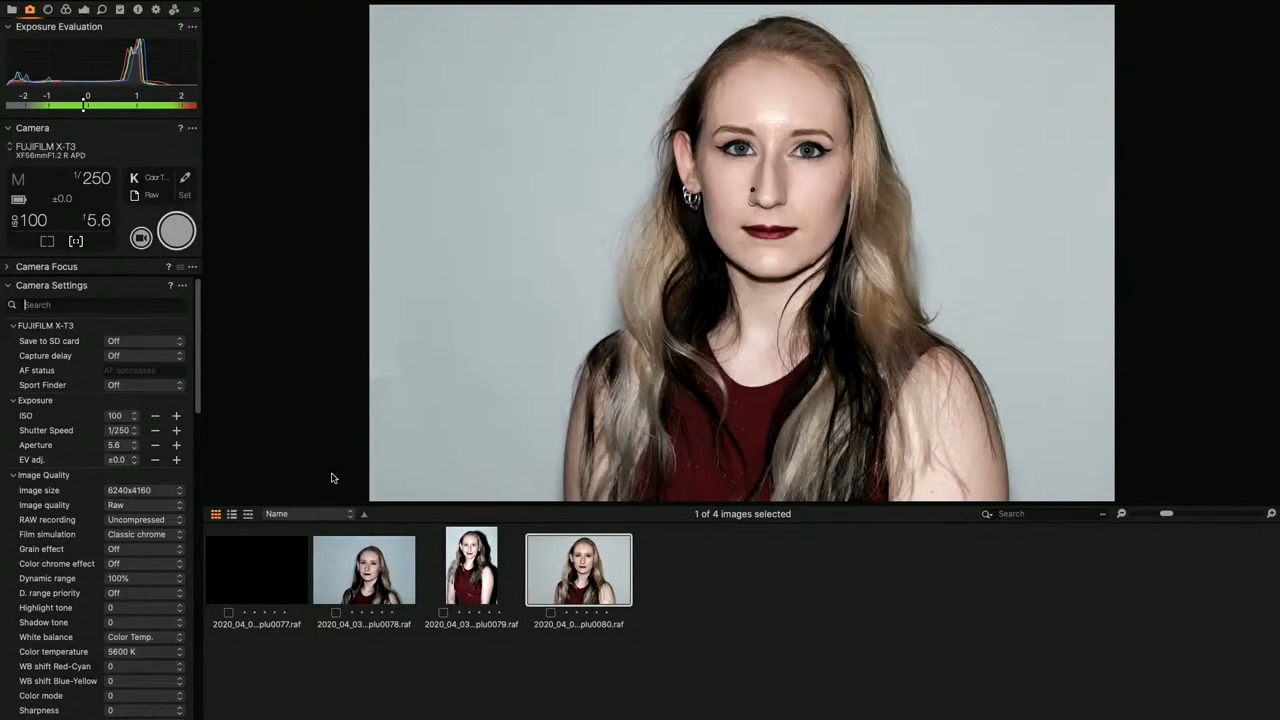 Exposure Evaluation ? ...
-2 -1 0 1 2
Camera ? ...
FUJIFILM X-T3
XF56mmF1.2 R APD
M 1/250 K Color T...
±0.0 Raw Set
ISO 100 f5.6
Camera Focus ? ...
Camera Settings ? ...
Search
FUJIFILM X-T3
Save to SD card Off
Capture delay Off
AF status AF successes
Sport Finder Off
Exposure
ISO 100 − +
Shutter Speed 1/250 − +
Aperture 5.6 − +
EV adj. ±0.0 − +
Image Quality
Image size 6240x4160
Image quality Raw
RAW recording Uncompressed
Film simulation Classic chrome
Grain effect Off
Color chrome effect Off
Dynamic range 100%
D. range priority Off
Highlight tone 0
Shadow tone 0
White balance Color Temp.
Color temperature 5600 K
WB shift Red-Cyan 0
WB shift Blue-Yellow 0
Color mode 0
Sharpness 0
Name 1 of 4 images selected Search
2020_04_0...plu0077.raf 2020_04_03...plu0078.raf 2020_04_03...plu0079.raf 2020_04_0...plu0080.raf